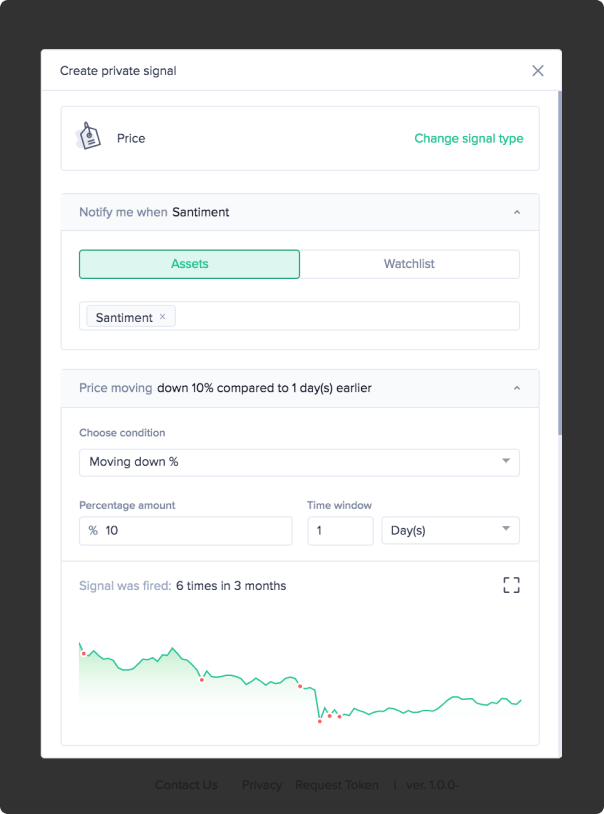 Create private signal
Price
Change signal type
Notify me when Santiment
Assets
Watchlist
Santiment ×
Price moving down 10% compared to 1 day(s) earlier
Choose condition
Moving down %
Percentage amount
Time window
% 10
1
Day(s)
Signal was fired: 6 times in 3 months
Contact Us Privacy Request Token | ver. 1.0.0-